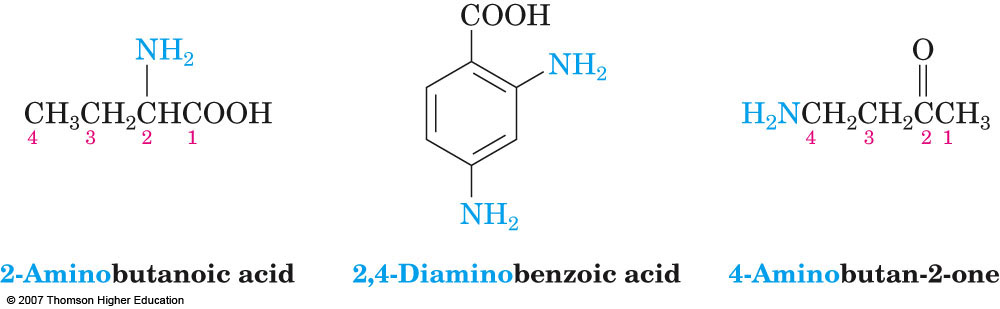 NH₂
CH₃CH₂CHCOOH
4 3 2 1
2-Aminobutanoic acid
COOH
NH₂
NH₂
2,4-Diaminobenzoic acid
O
H₂NCH₂CH₂CCH₃
4 3 2 1
4-Aminobutan-2-one
© 2007 Thomson Higher Education